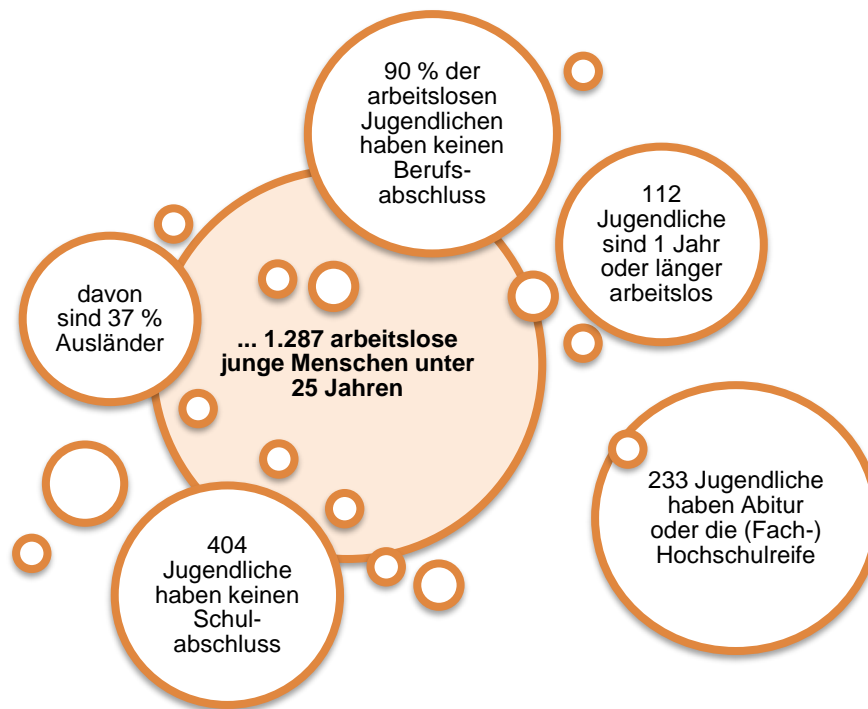 90 % der
arbeitslosen
Jugendlichen
haben keinen
Berufs-
abschluss
112
Jugendliche
sind 1 Jahr
oder länger
arbeitslos
davon
sind 37 %
Ausländer
... 1.287 arbeitslose
junge Menschen unter
25 Jahren
233 Jugendliche
haben Abitur
oder die (Fach-)
Hochschulreife
404
Jugendliche
haben keinen
Schul-
abschluss